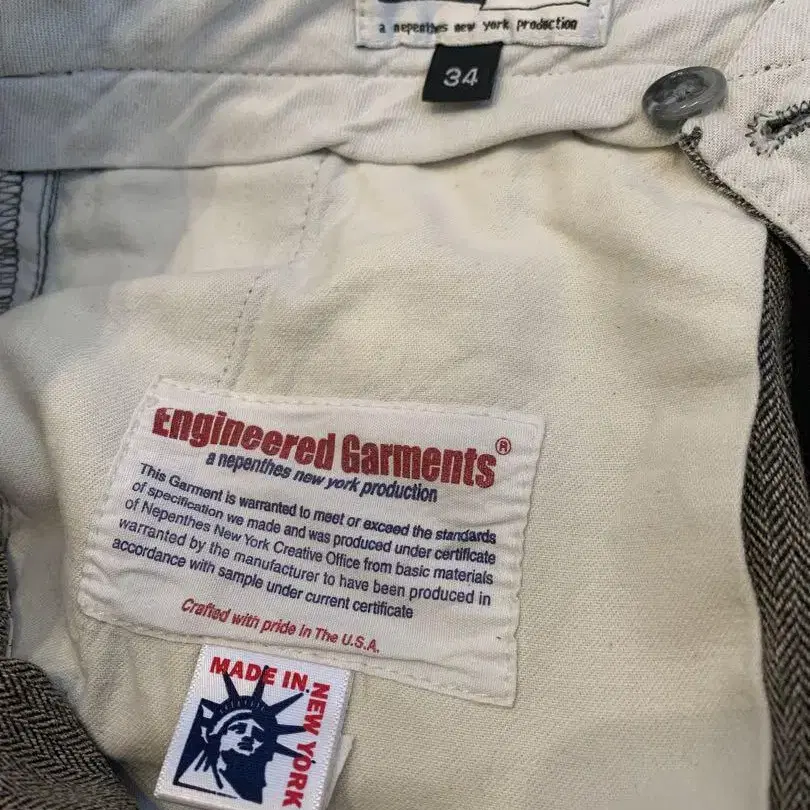 a nepenthes new york production
34
Engineered Garments®
a nepenthes new york production
This Garment is warranted to meet or exceed the standards
of specification we made and was produced under certificate
of Nepenthes New York Creative Office from basic materials
warranted by the manufacturer to have been produced in
accordance with sample under current certificate
Crafted with pride in The U.S.A.
MADE IN
NEW YORK